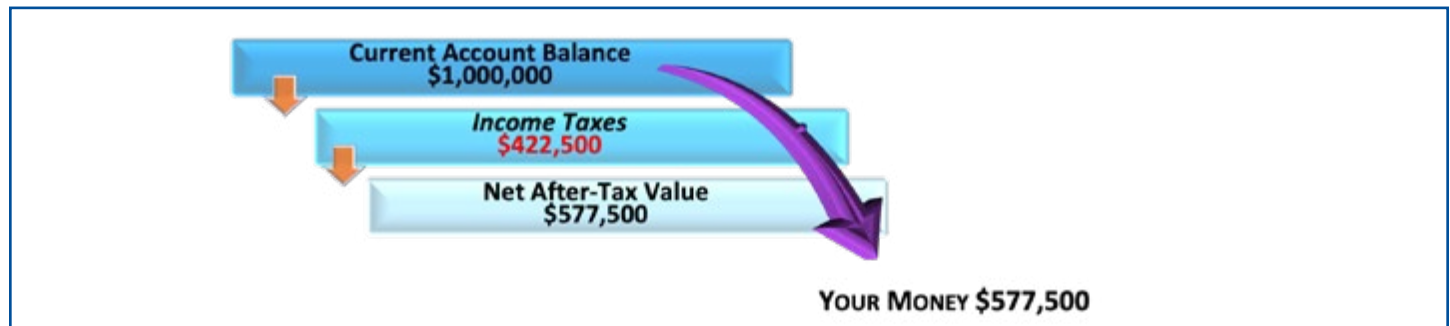 Current Account Balance
$1,000,000
Income Taxes
$422,500
Net After-Tax Value
$577,500
YOUR MONEY $577,500